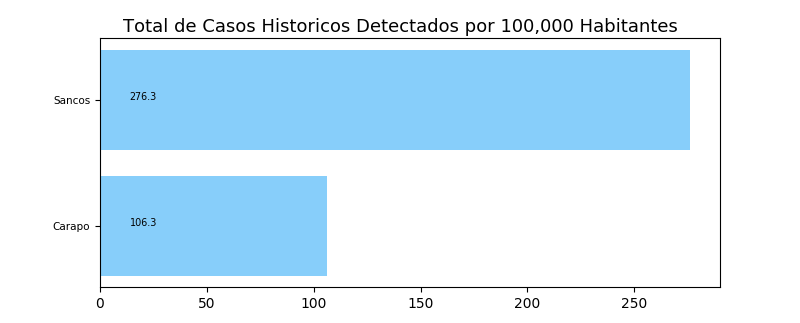 Total de Casos Historicos Detectados por 100,000 Habitantes
Sancos
276.3
Carapo
106.3
0 50 100 150 200 250